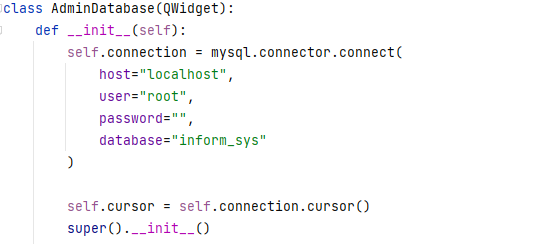 class AdminDatabase(QWidget):
    def __init__(self):
        self.connection = mysql.connector.connect(
            host="localhost",
            user="root",
            password="",
            database="inform_sys"
        )
        self.cursor = self.connection.cursor()
        super().__init__()